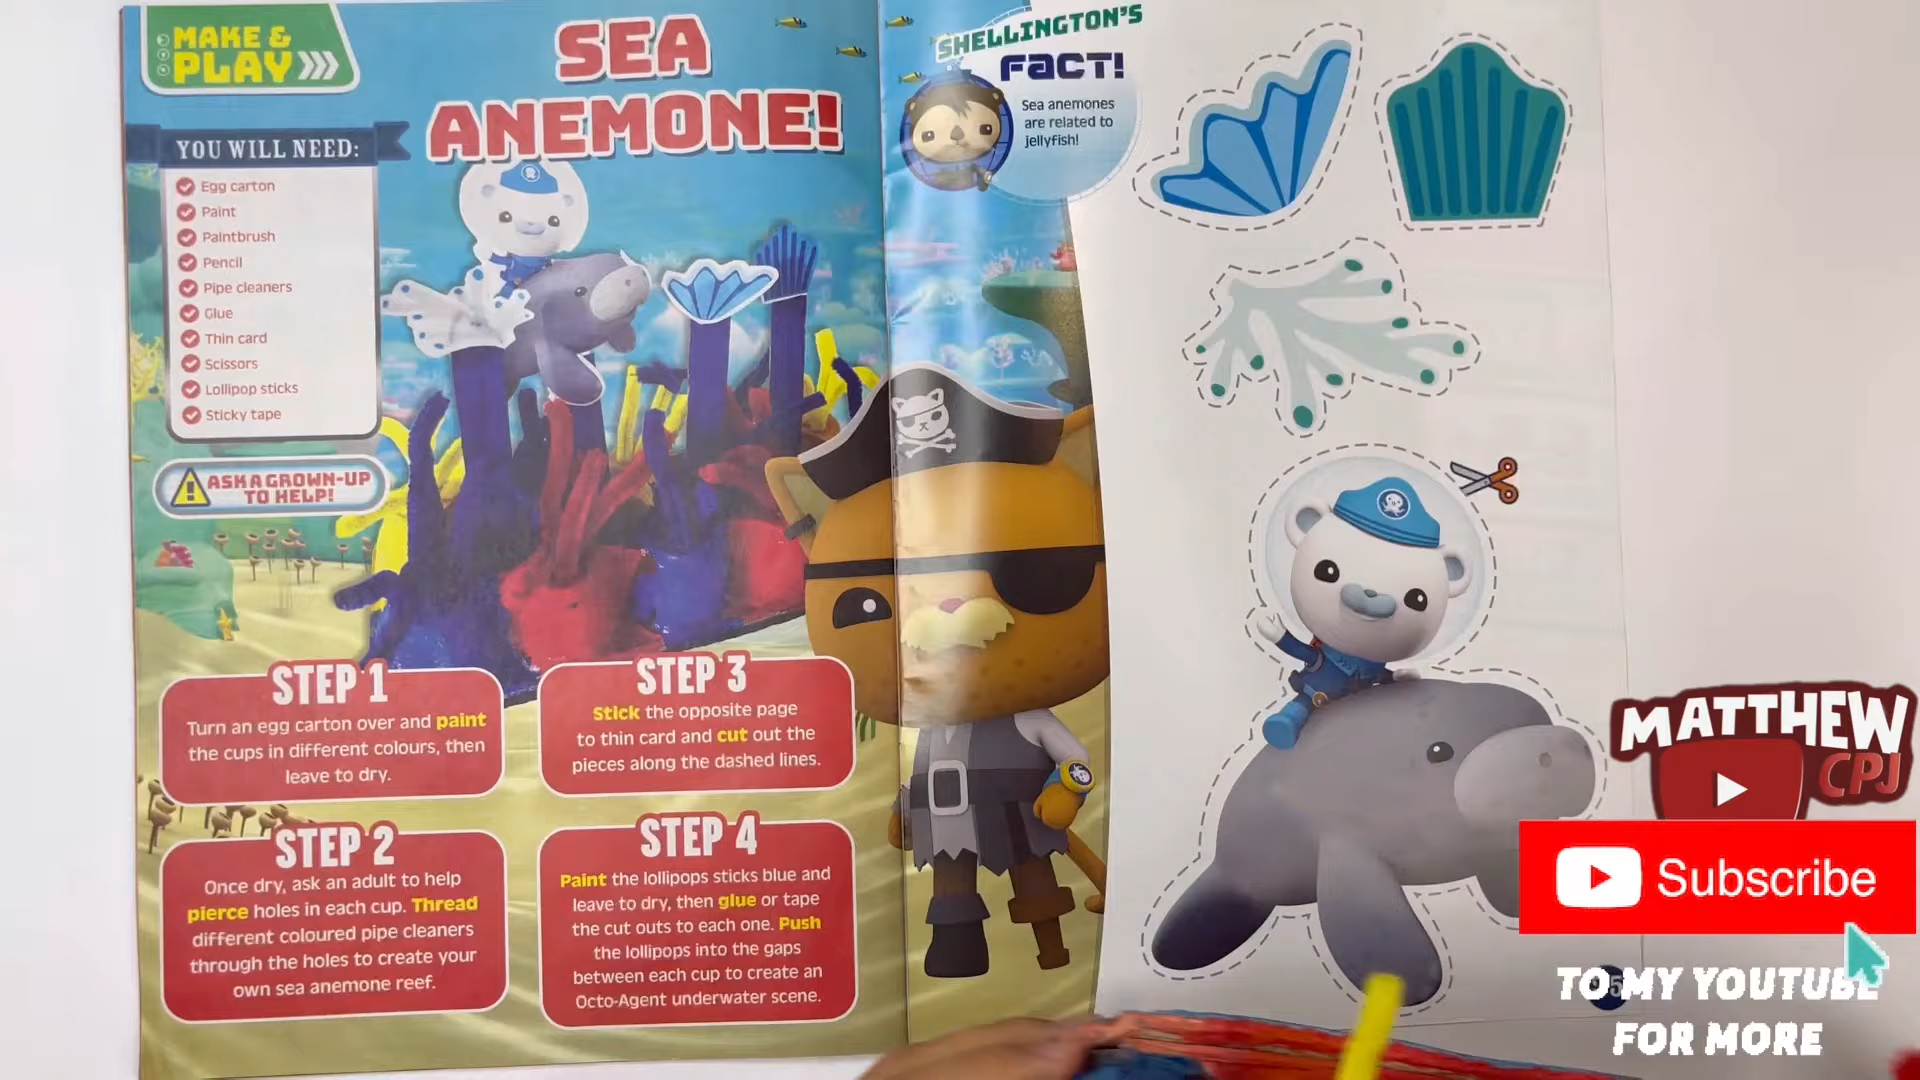 MAKE &
PLAY
SEA
ANEMONE!
YOU WILL NEED:
Egg carton
Paint
Paintbrush
Pencil
Pipe cleaners
Glue
Thin card
Scissors
Lollipop sticks
Sticky tape
ASK A GROWN-UP
TO HELP!
STEP 1
Turn an egg carton over and paint
the cups in different colours, then
leave to dry.
STEP 2
Once dry, ask an adult to help
pierce holes in each cup. Thread
different coloured pipe cleaners
through the holes to create your
own sea anemone reef.
STEP 3
Stick the opposite page
to thin card and cut out the
pieces along the dashed lines.
STEP 4
Paint the lollipops sticks blue and
leave to dry, then glue or tape
the cut outs to each one. Push
the lollipops into the gaps
between each cup to create an
Octo-Agent underwater scene.
SHELLINGTON'S
FACT!
Sea anemones
are related to
jellyfish!
MATTHEW
CPJ
Subscribe
TO MY YOUTUBE
FOR MORE